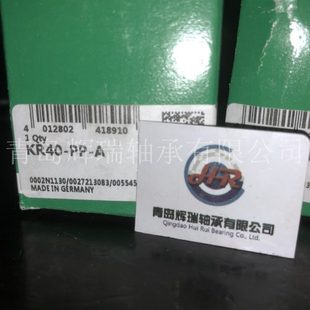 4 012802 418910
1 Qty
KR40-PP-A
0002N1130/0027213083/005545
MADE IN GERMANY
HR
青岛辉瑞轴承有限公司
Qingdao Hui Rui Bearing Co., Ltd.
青岛辉瑞轴承有限公司